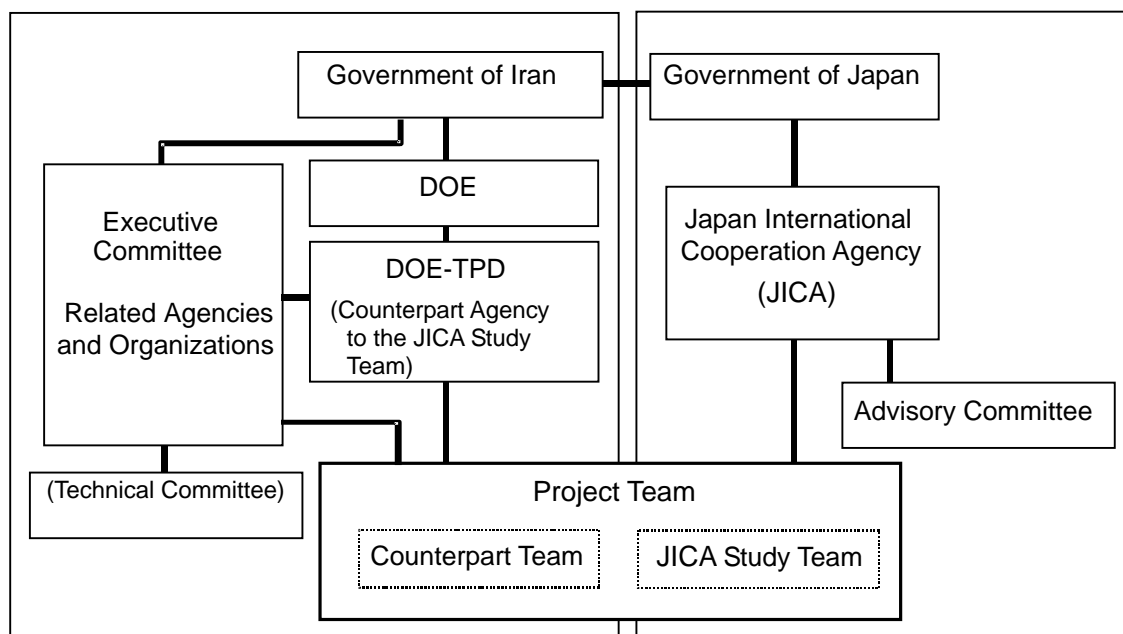 Government of Iran
Government of Japan
DOE
Executive
Committee
Related Agencies
and Organizations
DOE-TPD
(Counterpart Agency
to the JICA Study
Team)
Japan International
Cooperation Agency
(JICA)
Advisory Committee
(Technical Committee)
Project Team
Counterpart Team
JICA Study Team